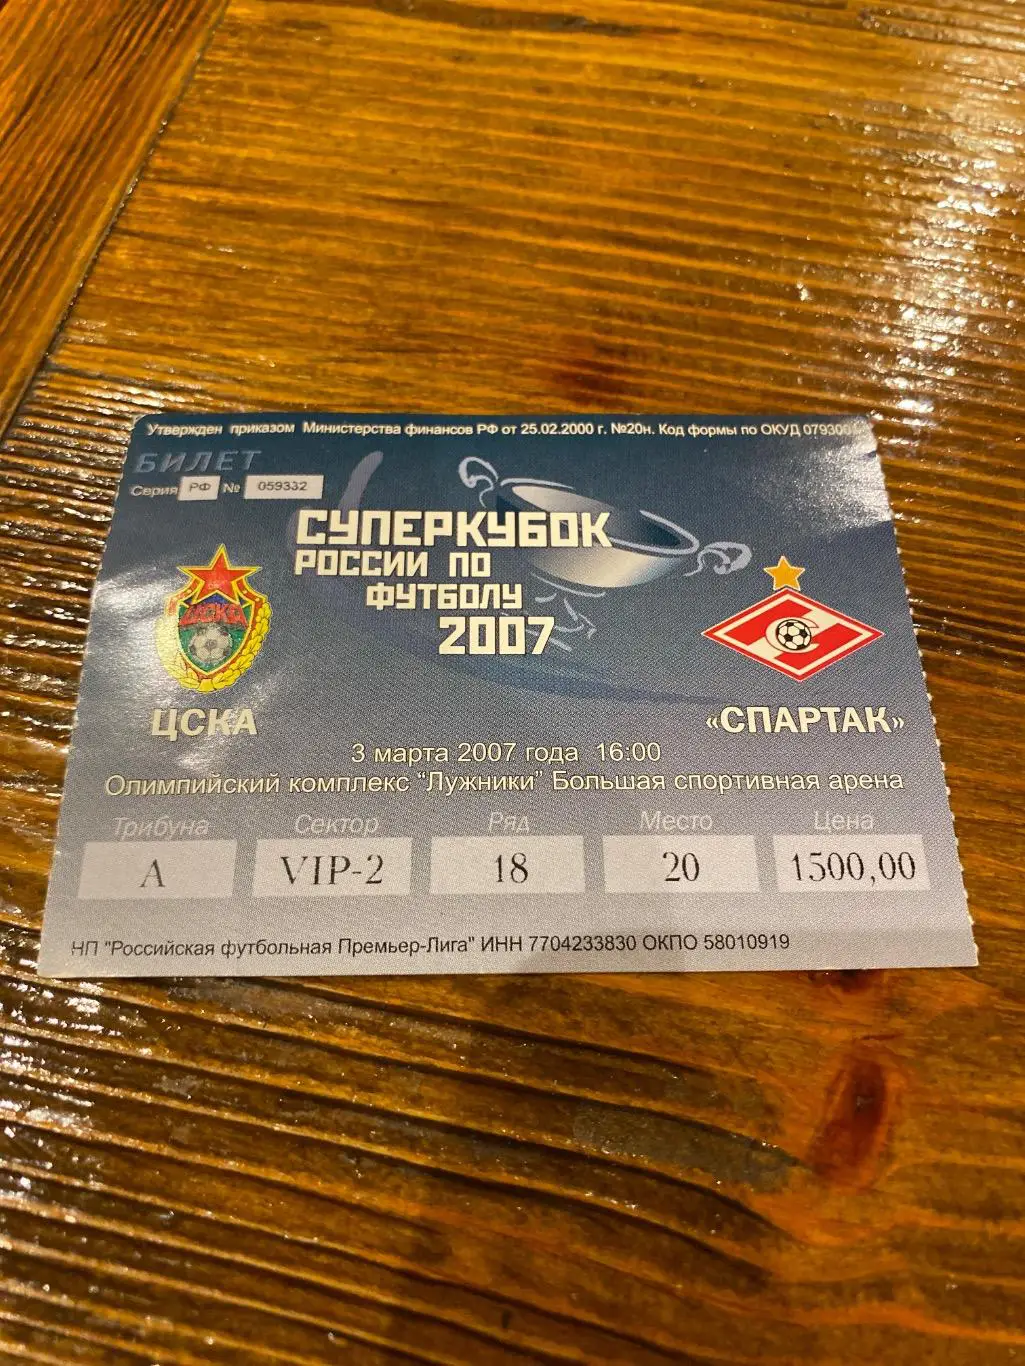 Утвержден приказом Министерства финансов РФ от 25.02.2000 г. №20н. Код формы по ОКУД
БИЛЕТ
Серия РФ № 059332
СУПЕРКУБОК
РОССИИ ПО
ФУТБОЛУ
2007
ЦСКА
ЦСКА
«СПАРТАК»
3 марта 2007 года 16:00
Олимпийский комплекс "Лужники" Большая спортивная арена
Трибуна Сектор Ряд Место Цена
А VIP-2 18 20 1500,00
НП "Российская футбольная Премьер-Лига" ИНН 7704233830 ОКПО 58010919